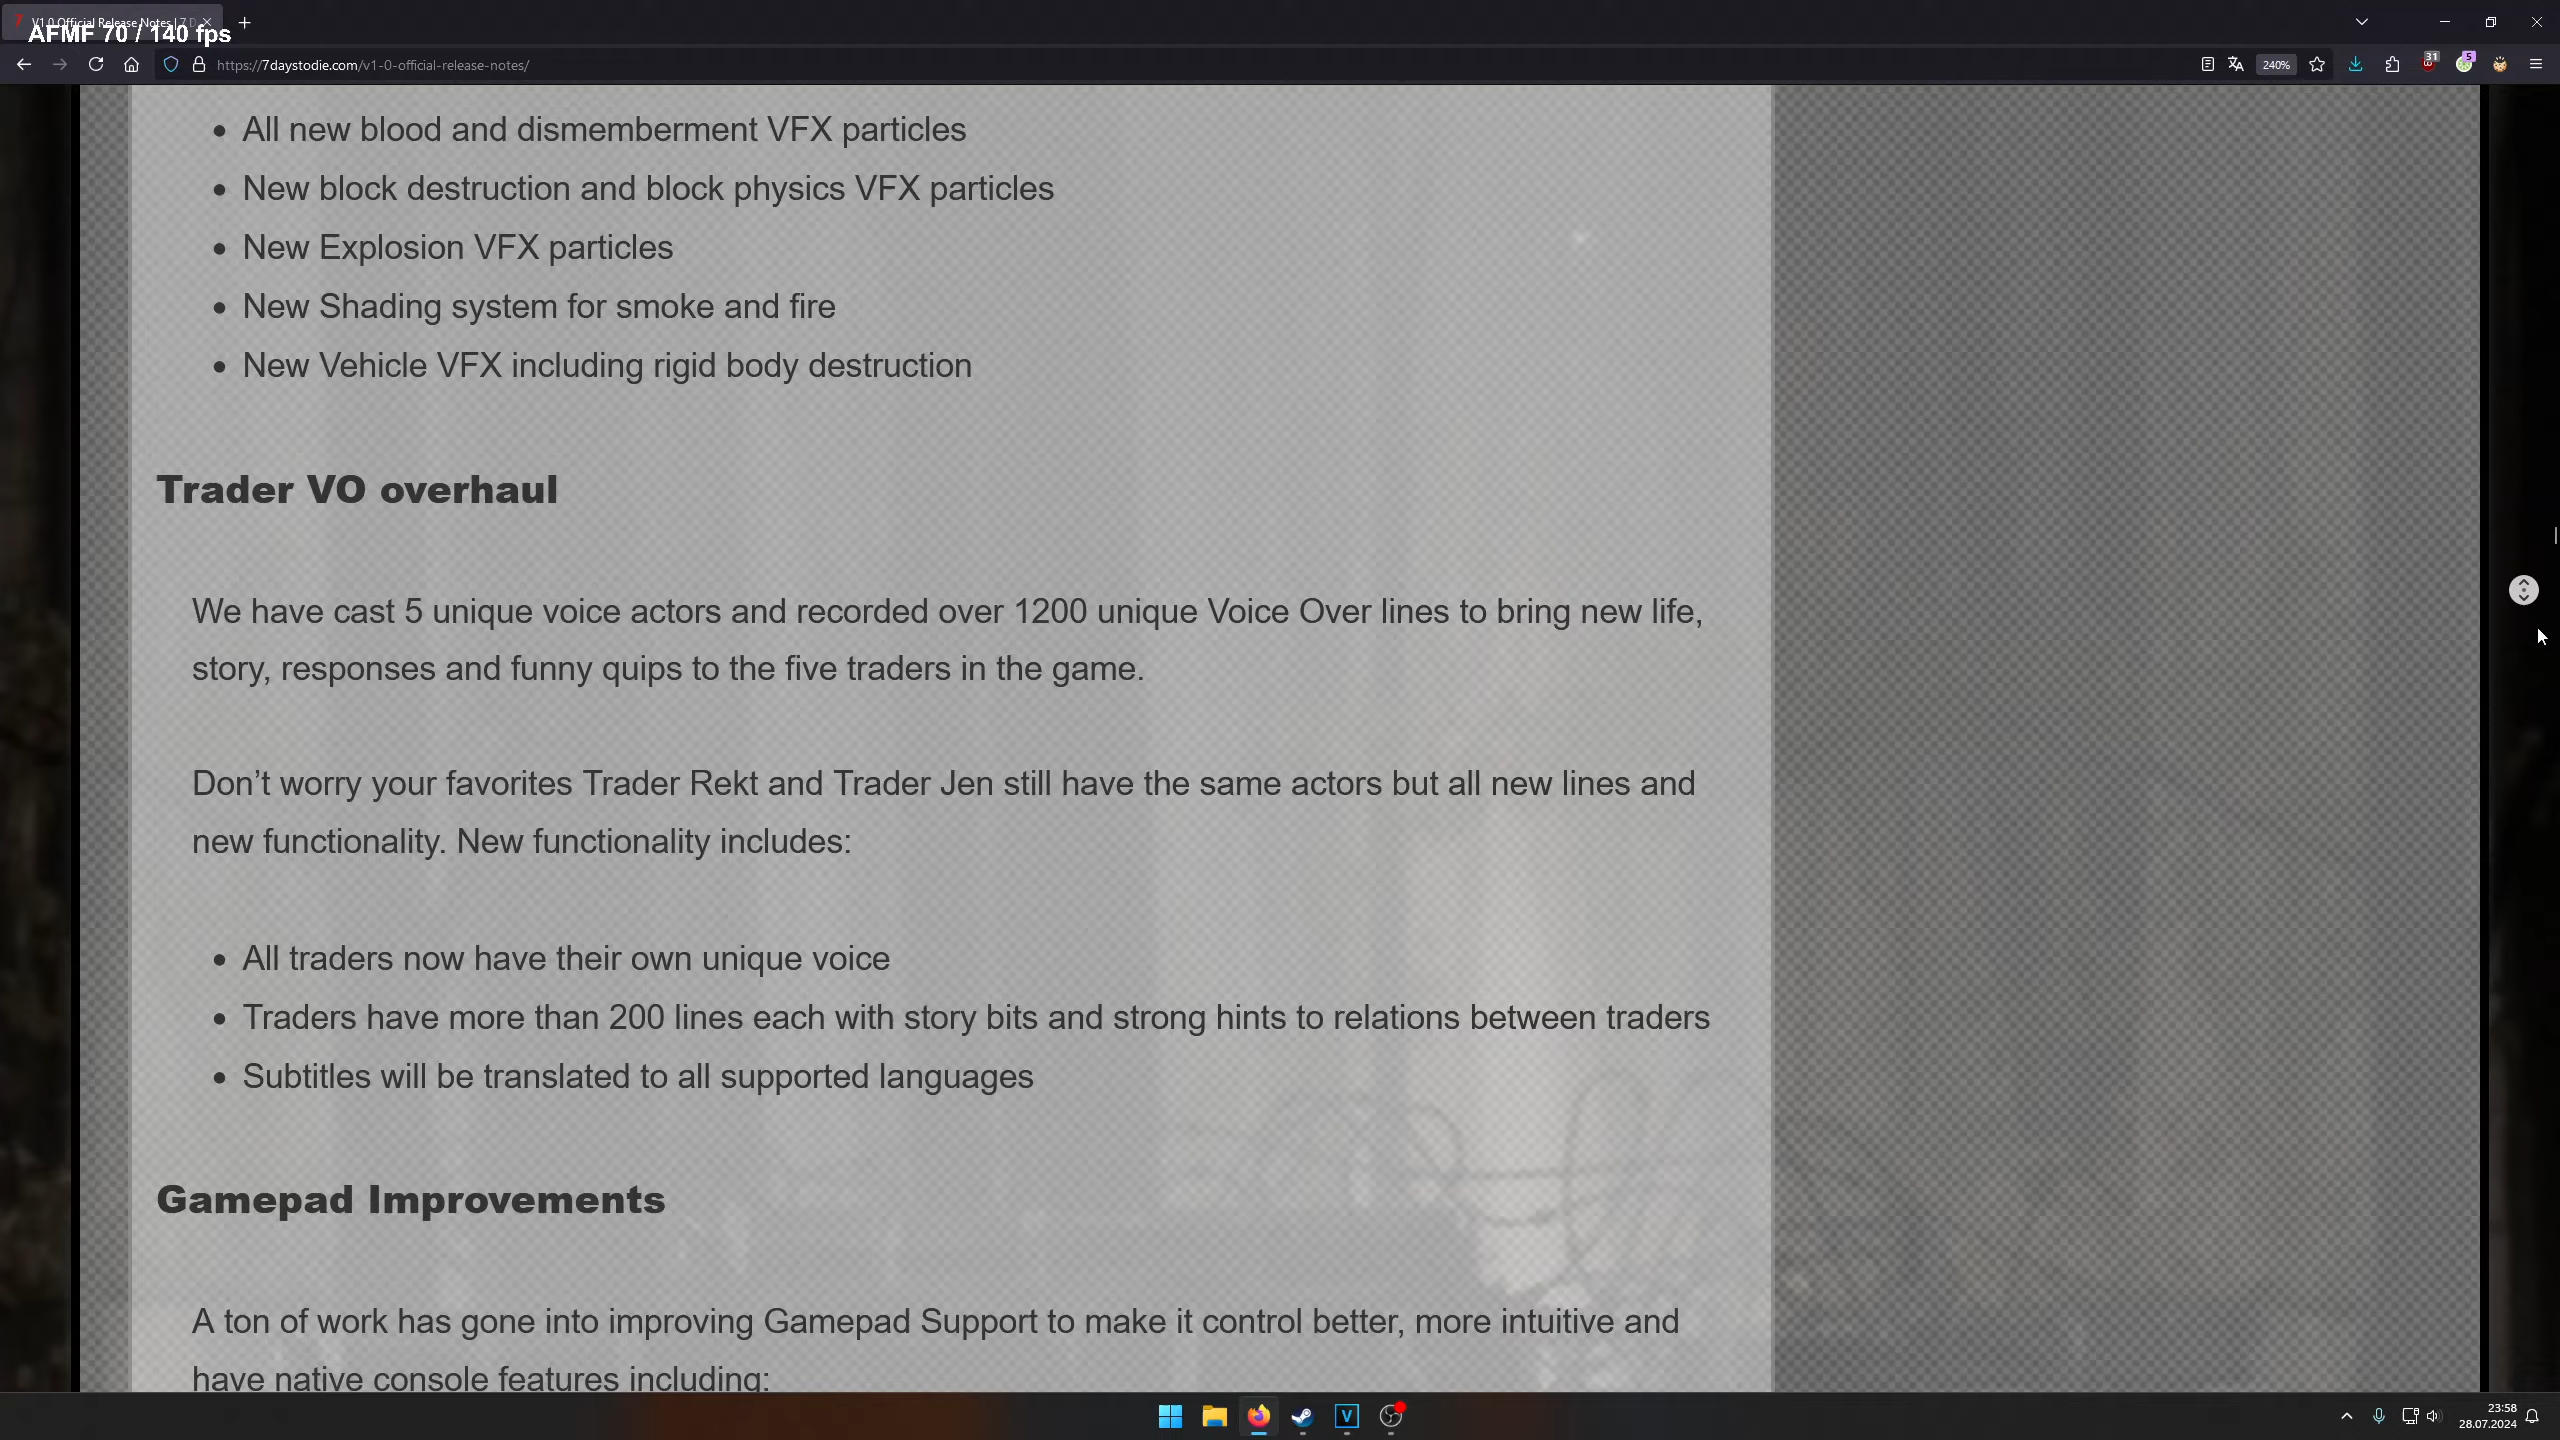 V1.0 Official Release Notes | 7 D
AFMF 70 / 140 fps
https://7daystodie.com/v1-0-official-release-notes/
240%
31
5
All new blood and dismemberment VFX particles
New block destruction and block physics VFX particles
New Explosion VFX particles
New Shading system for smoke and fire
New Vehicle VFX including rigid body destruction
Trader VO overhaul
We have cast 5 unique voice actors and recorded over 1200 unique Voice Over lines to bring new life,
story, responses and funny quips to the five traders in the game.
Don’t worry your favorites Trader Rekt and Trader Jen still have the same actors but all new lines and
new functionality. New functionality includes:
All traders now have their own unique voice
Traders have more than 200 lines each with story bits and strong hints to relations between traders
Subtitles will be translated to all supported languages
Gamepad Improvements
A ton of work has gone into improving Gamepad Support to make it control better, more intuitive and
have native console features including:
V
23:58
28.07.2024